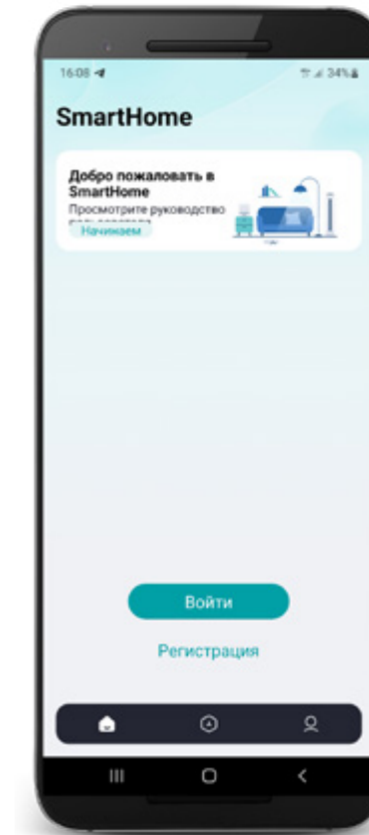 16:08
34%
SmartHome
Добро пожаловать в
SmartHome
Просмотрите руководство
Начинаем
Войти
Регистрация